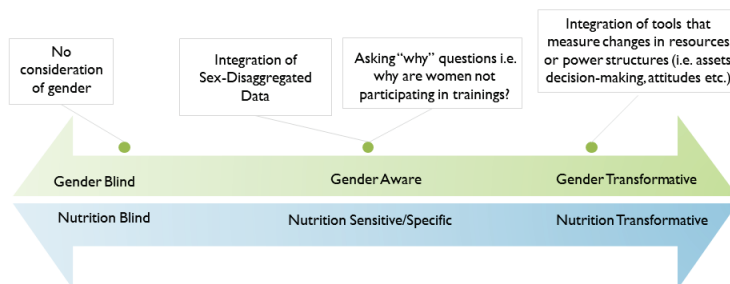 No
consideration
of gender
Integration of
Sex-Disaggregated
Data
Asking “why” questions i.e.
why are women not
participating in trainings?
Integration of tools that
measure changes in resources
or power structures (i.e. assets,
decision-making, attitudes etc.)
Gender Blind
Gender Aware
Gender Transformative
Nutrition Blind
Nutrition Sensitive/Specific
Nutrition Transformative